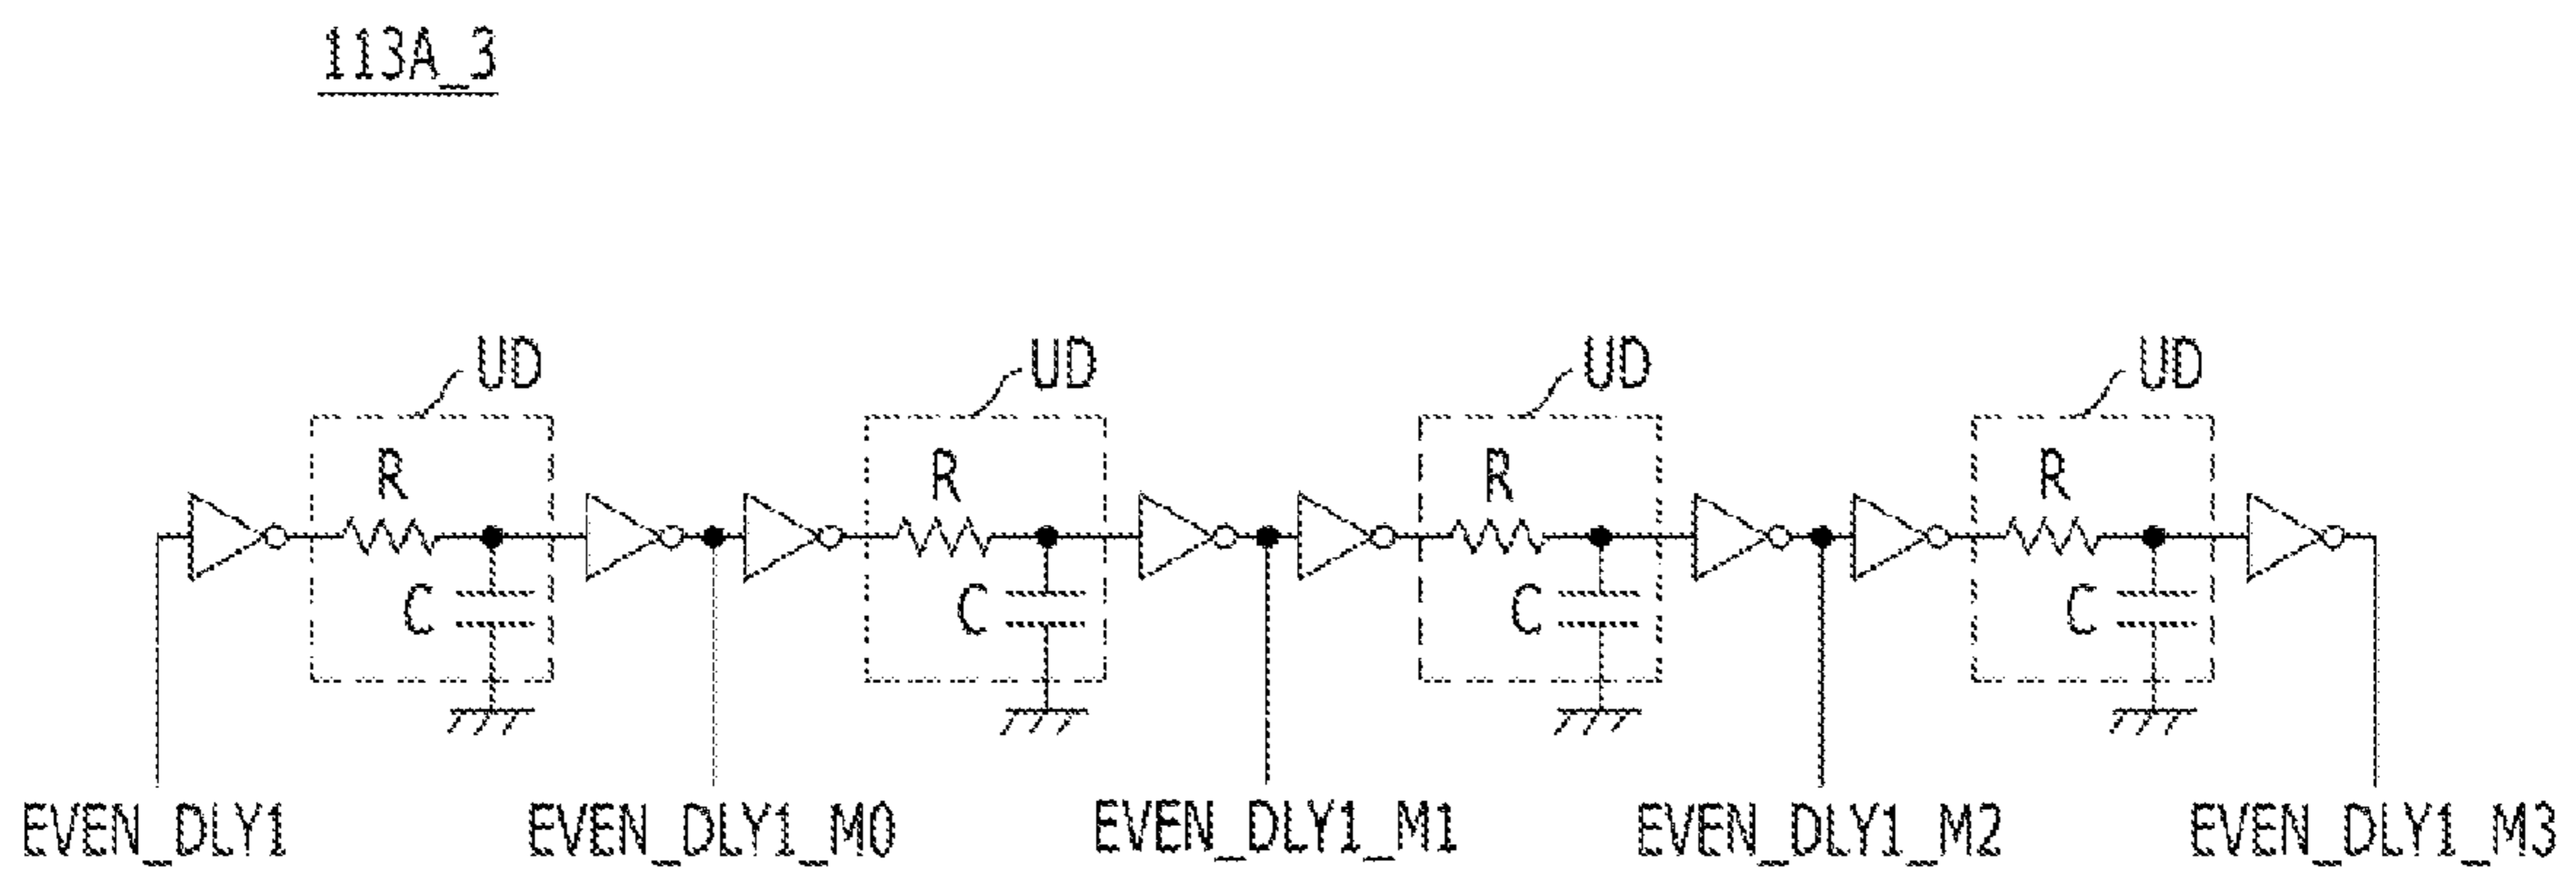 113A_3
UD UD UD UD
R R R R
C C C C
EVEN_DLY1 EVEN_DLY1_M0 EVEN_DLY1_M1 EVEN_DLY1_M2 EVEN_DLY1_M3